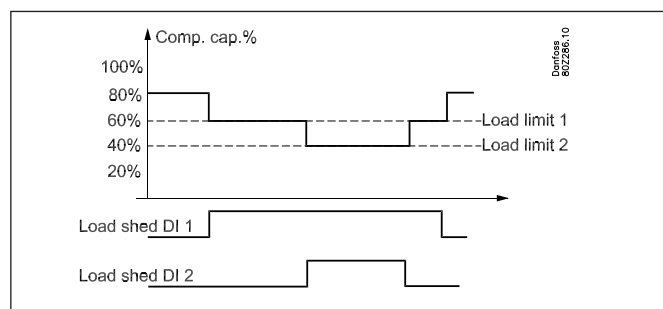 Comp. cap.%
Danfoss
80Z286.10
100%
80%
60%
Load limit 1
40%
Load limit 2
20%
Load shed DI 1
Load shed DI 2